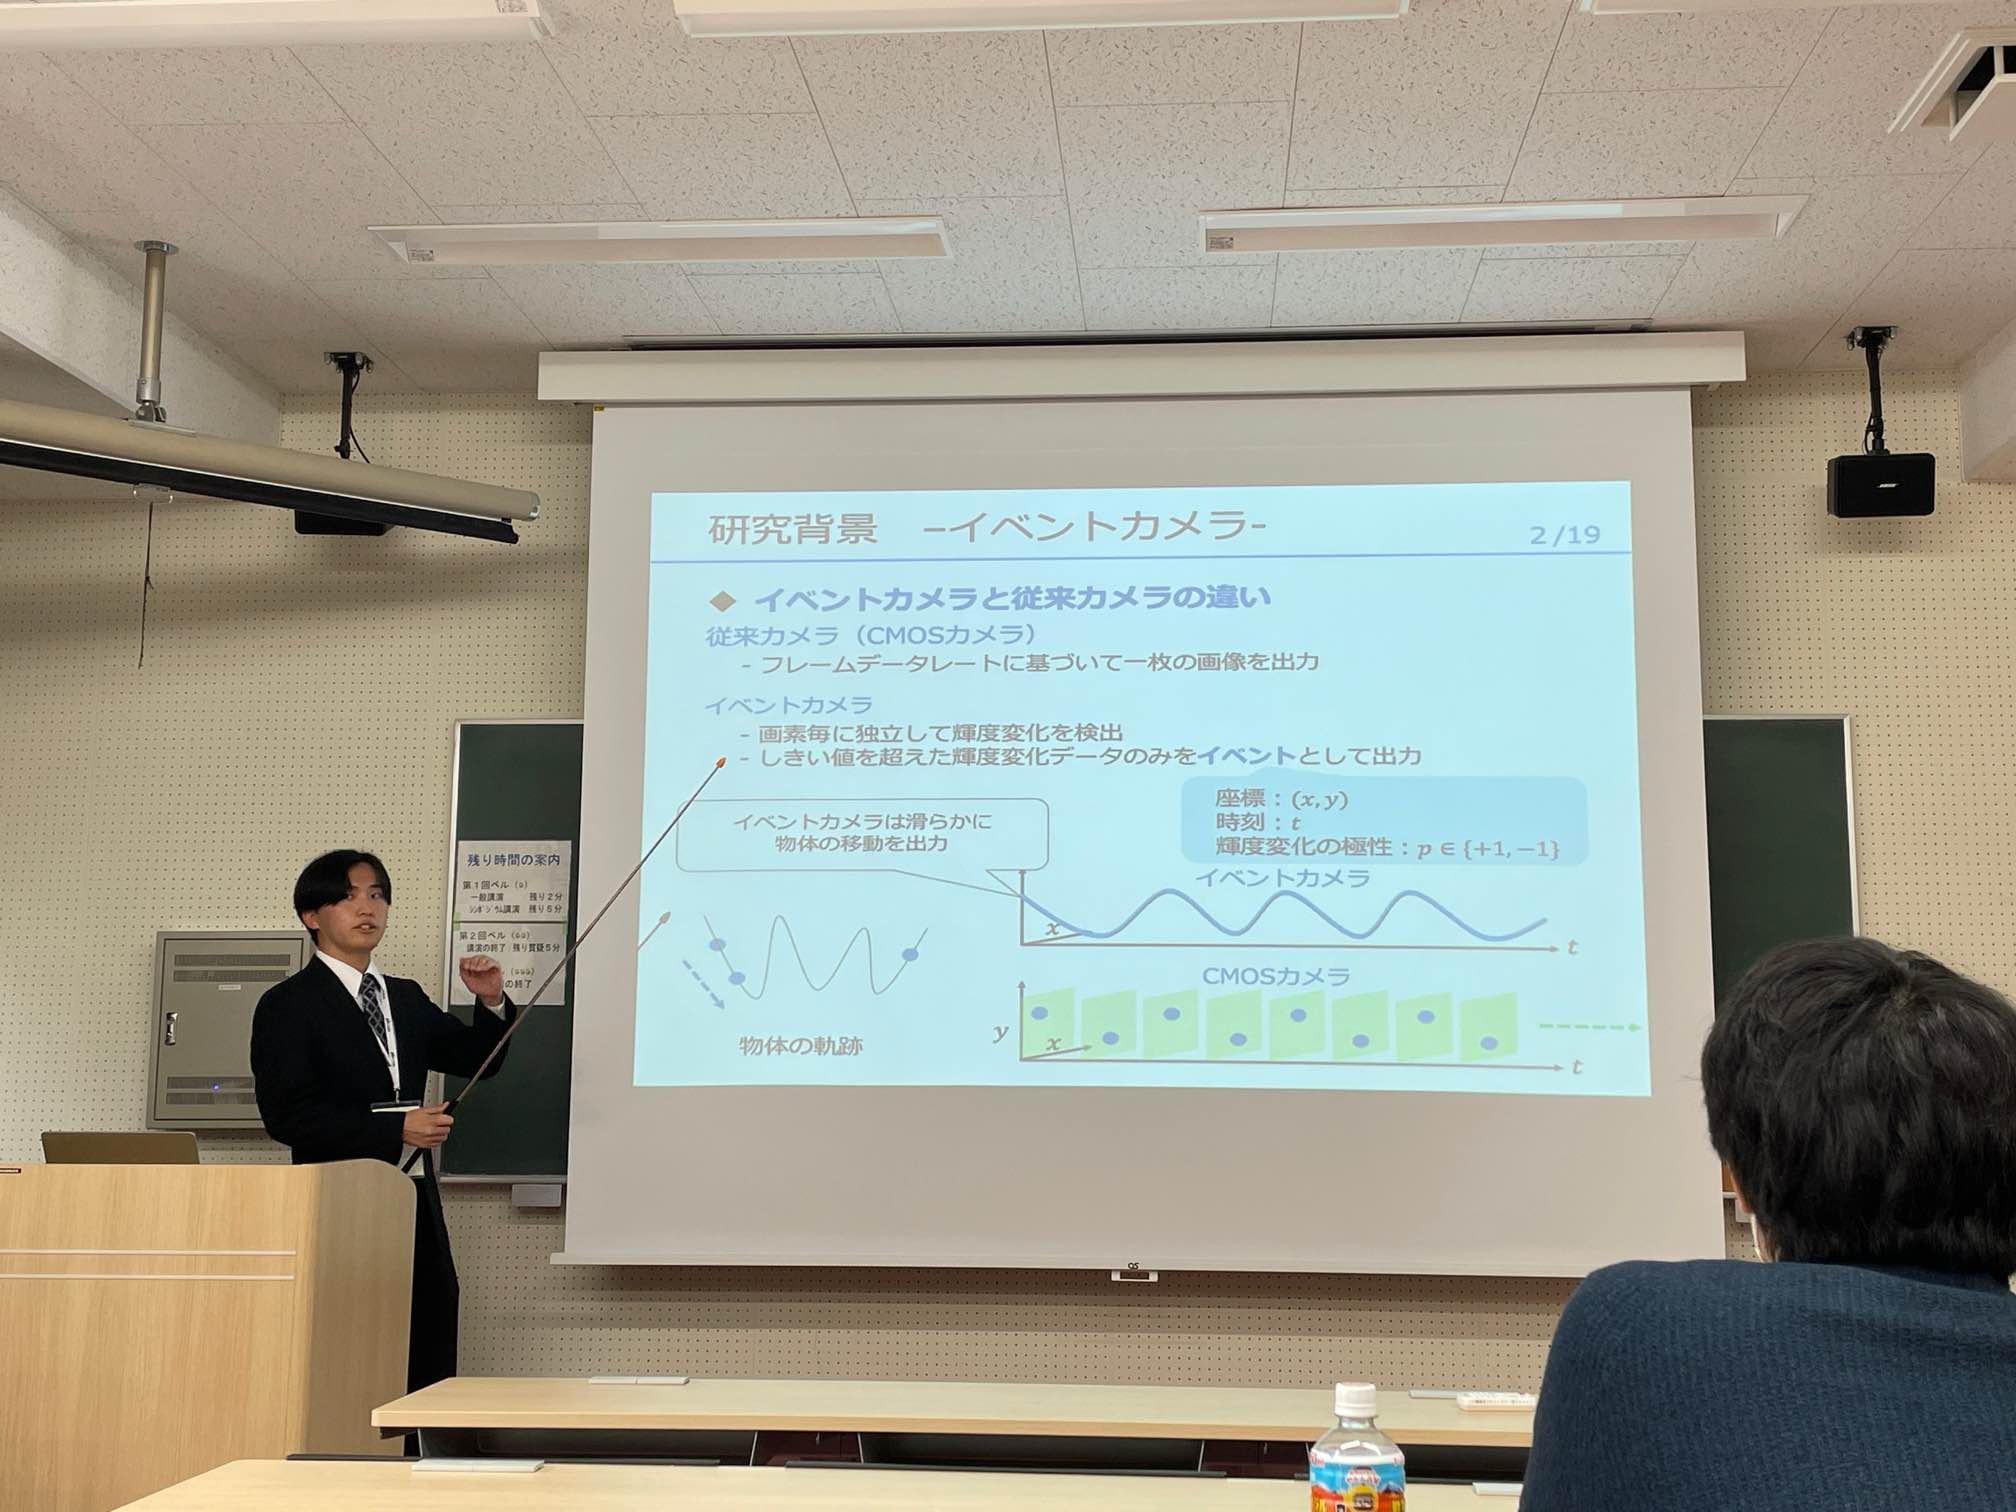 研究背景　–イベントカメラ-
2/19
◆ イベントカメラと従来カメラの違い
従来カメラ（CMOSカメラ）
- フレームデータレートに基づいて一枚の画像を出力
イベントカメラ
- 画素毎に独立して輝度変化を検出
- しきい値を超えた輝度変化データのみをイベントとして出力
座標：(x, y)
時刻：t
輝度変化の極性：p ∈ {+1, −1}
イベントカメラは滑らかに
物体の移動を出力
イベントカメラ
x
t
CMOSカメラ
y
x
t
物体の軌跡
残り時間の案内
第1回ベル
一般講演　残り2分
シンポジウム講演　残り5分
第2回ベル
講演の終了 残り質疑5分
の終了
BOSE
OS